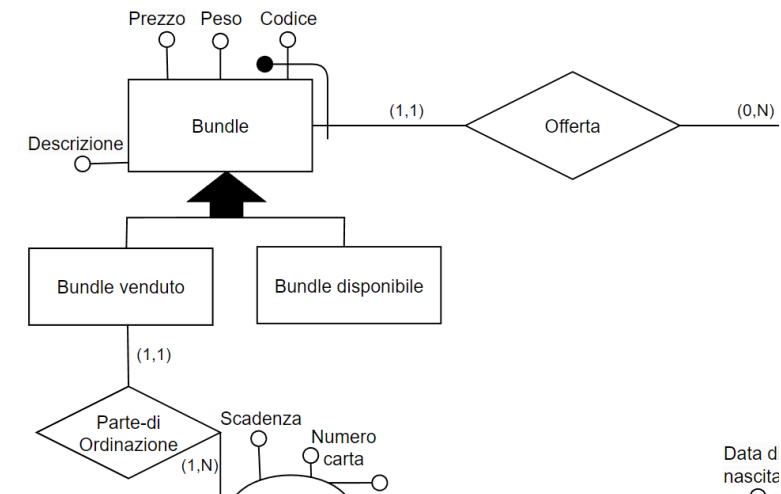 Prezzo Peso Codice
Bundle
(1,1)
Offerta
(0,N)
Descrizione
Bundle venduto
Bundle disponibile
(1,1)
Parte-di
Ordinazione
(1,N)
Scadenza
Numero
carta
Data di
nascita